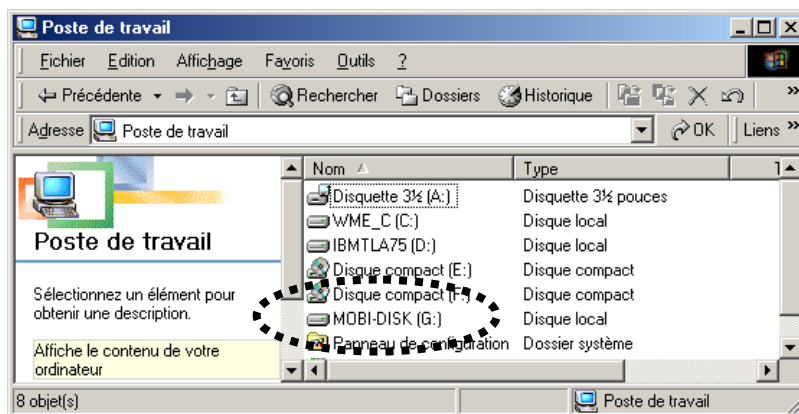 Poste de travail
Fichier Edition Affichage Favoris Outils ?
Précédente Rechercher Dossiers Historique »
Adresse Poste de travail OK Liens »
Nom Type
Disquette 3½ (A:) Disquette 3½ pouces
WME_C (C:) Disque local
IBMTLA75 (D:) Disque local
Disque compact (E:) Disque compact
Disque compact (F:) Disque compact
MOBI-DISK (G:) Disque local
Panneau de configuration Dossier système
Poste de travail
Sélectionnez un élément pour
obtenir une description.
Affiche le contenu de votre
ordinateur
8 objet(s) Poste de travail